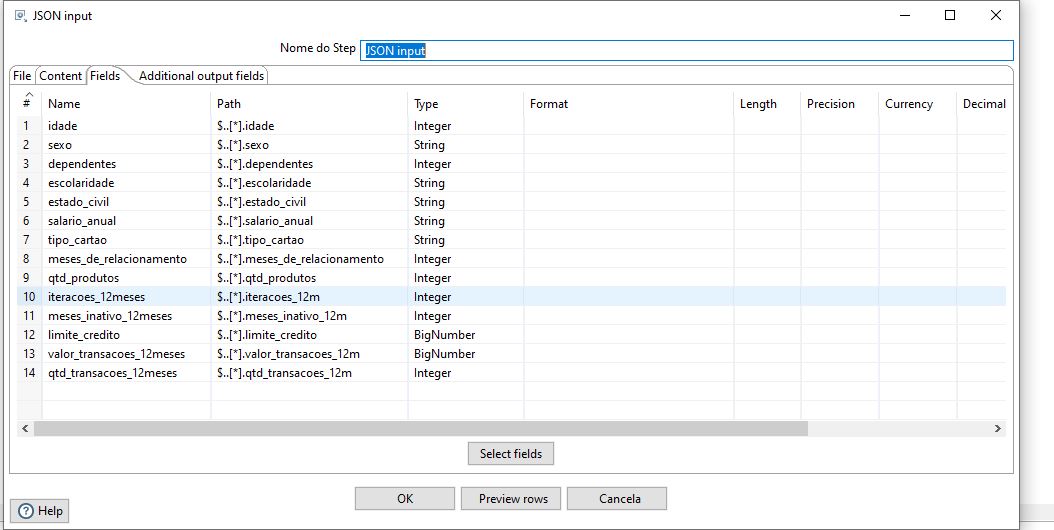 JSON input
Nome do Step JSON input
File Content Fields Additional output fields
# Name Path Type Format Length Precision Currency Decimal
1 idade $..[*].idade Integer
2 sexo $..[*].sexo String
3 dependentes $..[*].dependentes Integer
4 escolaridade $..[*].escolaridade String
5 estado_civil $..[*].estado_civil String
6 salario_anual $..[*].salario_anual String
7 tipo_cartao $..[*].tipo_cartao String
8 meses_de_relacionamento $..[*].meses_de_relacionamento Integer
9 qtd_produtos $..[*].qtd_produtos Integer
10 iteracoes_12meses $..[*].iteracoes_12m Integer
11 meses_inativo_12meses $..[*].meses_inativo_12m Integer
12 limite_credito $..[*].limite_credito BigNumber
13 valor_transacoes_12meses $..[*].valor_transacoes_12m BigNumber
14 qtd_transacoes_12meses $..[*].qtd_transacoes_12m Integer
Select fields
OK Preview rows Cancela
Help